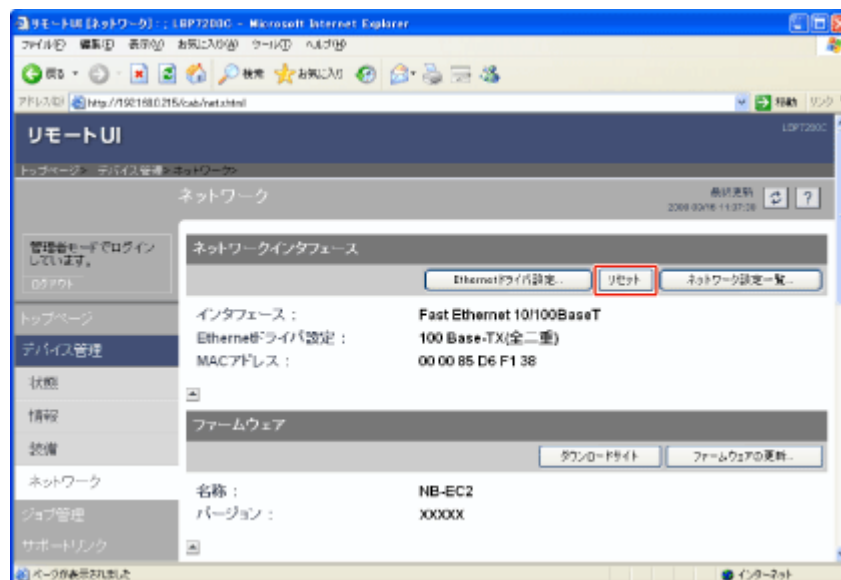 リモートUI [ネットワーク] : ; LBP7200C - Microsoft Internet Explorer
ファイル(F) 編集(E) 表示(V) お気に入り(A) ツール(T) ヘルプ(H)
戻る 検索 お気に入り
アドレス(D) http://192.168.0.215/cab/net.shtml 移動 リンク
リモートUI LBP7200C
トップページ> デバイス管理> ネットワーク>
ネットワーク 最終更新
管理者モードでログイン
しています。
ログアウト
トップページ
デバイス管理
状態
情報
装備
ネットワーク
ジョブ管理
サポートリンク
ネットワークインタフェース
Ethernetドライバ設定.. リセット ネットワーク設定一覧..
インタフェース : Fast Ethernet 10/100BaseT
Ethernetドライバ設定 : 100 Base-TX(全二重)
MACアドレス : 00 00 85 D6 F1 38
ファームウェア
ダウンロードサイト ファームウェアの更新..
名称 : NB-EC2
バージョン : XXXXX
ページが表示されました インターネット